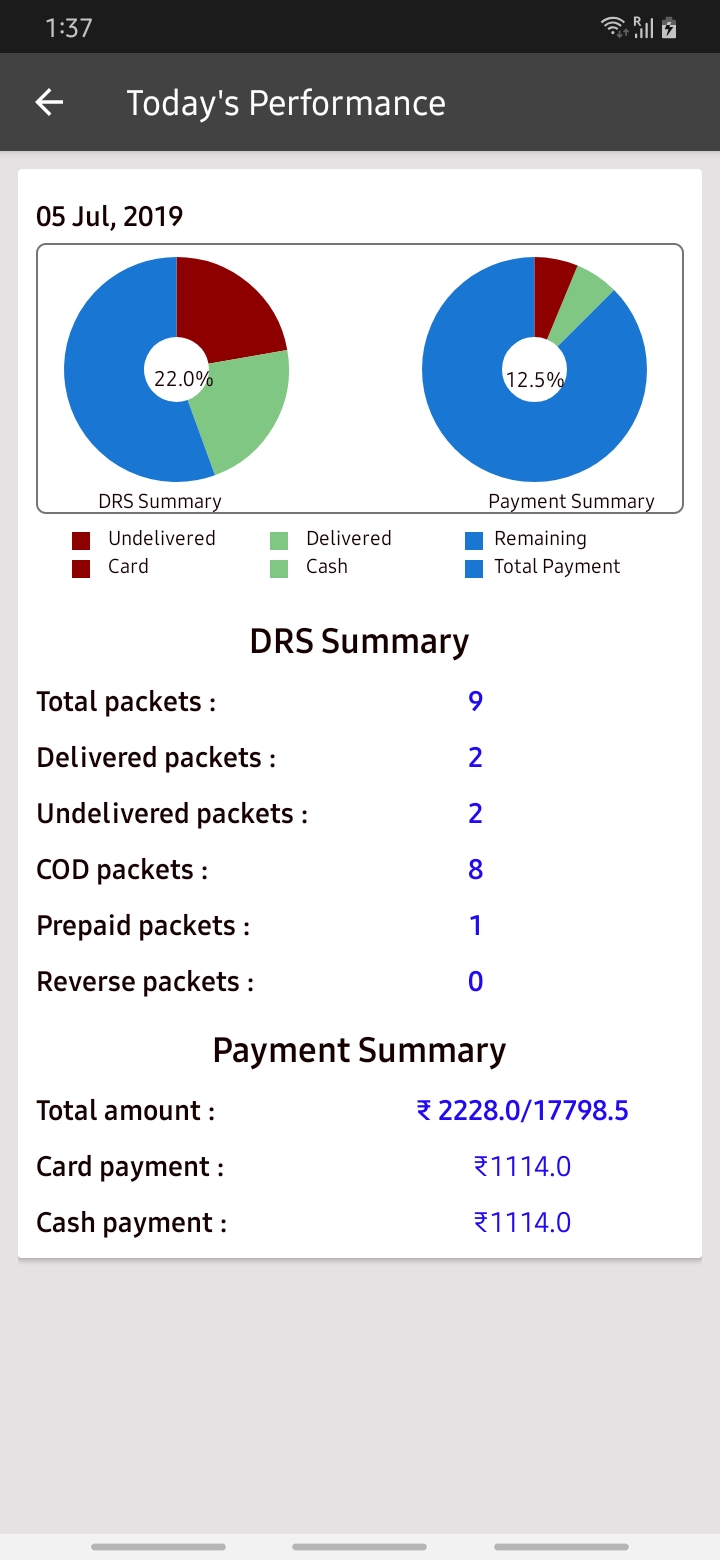 1:37
R
Today's Performance
05 Jul, 2019
22.0%
12.5%
DRS Summary
Payment Summary
Undelivered Delivered Remaining
Card Cash Total Payment
DRS Summary
Total packets : 9
Delivered packets : 2
Undelivered packets : 2
COD packets : 8
Prepaid packets : 1
Reverse packets : 0
Payment Summary
Total amount : ₹ 2228.0/17798.5
Card payment : ₹1114.0
Cash payment : ₹1114.0